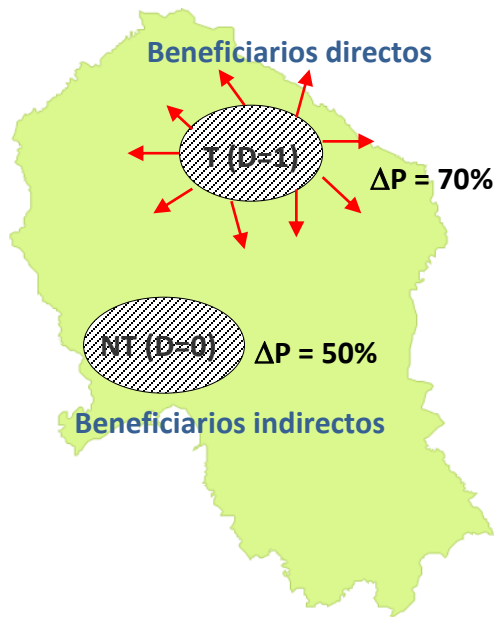 Beneficiarios directos
T (D=1)
ΔP = 70%
NT (D=0)
ΔP = 50%
Beneficiarios indirectos